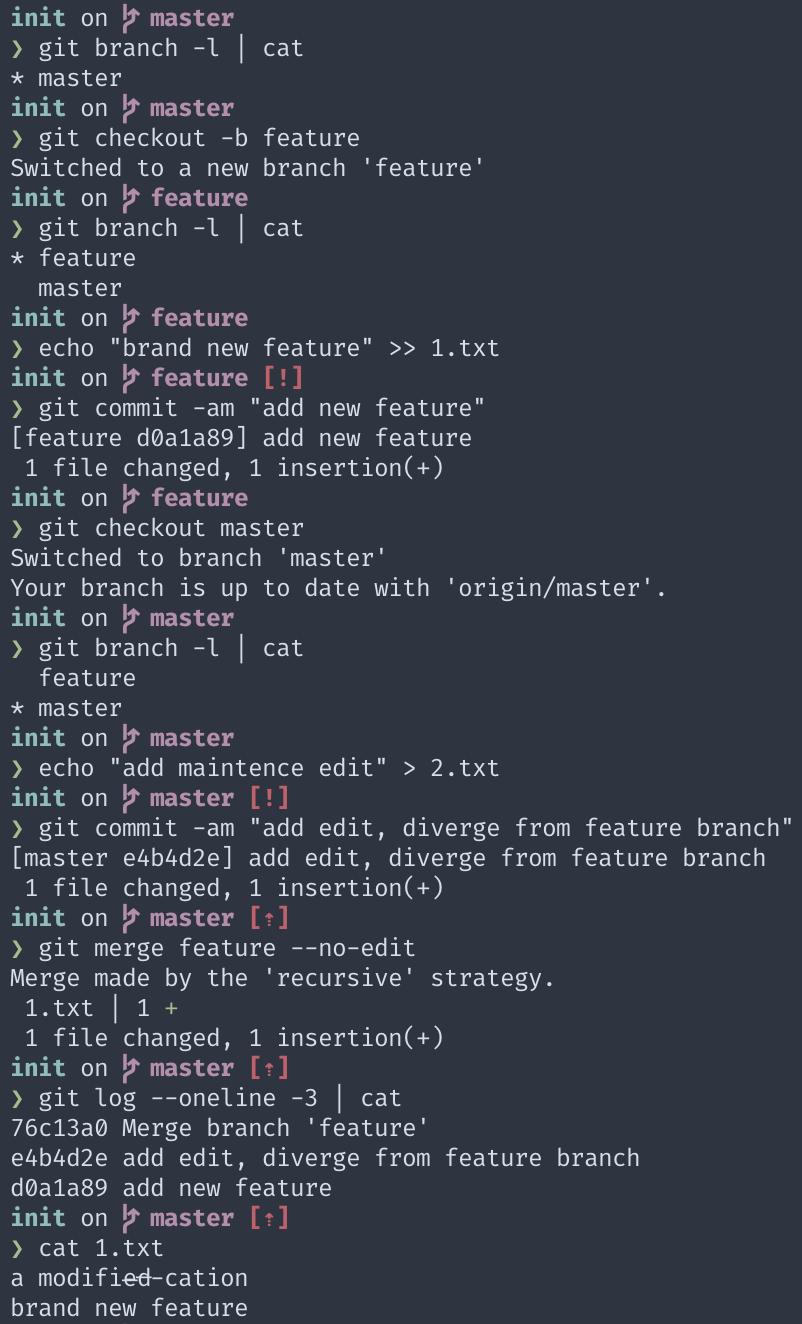 init on master
❯ git branch -l | cat
* master
init on master
❯ git checkout -b feature
Switched to a new branch 'feature'
init on feature
❯ git branch -l | cat
* feature
  master
init on feature
❯ echo "brand new feature" >> 1.txt
init on feature [!]
❯ git commit -am "add new feature"
[feature d0a1a89] add new feature
 1 file changed, 1 insertion(+)
init on feature
❯ git checkout master
Switched to branch 'master'
Your branch is up to date with 'origin/master'.
init on master
❯ git branch -l | cat
  feature
* master
init on master
❯ echo "add maintence edit" > 2.txt
init on master [!]
❯ git commit -am "add edit, diverge from feature branch"
[master e4b4d2e] add edit, diverge from feature branch
 1 file changed, 1 insertion(+)
init on master [⇡]
❯ git merge feature --no-edit
Merge made by the 'recursive' strategy.
 1.txt | 1 +
 1 file changed, 1 insertion(+)
init on master [⇡]
❯ git log --oneline -3 | cat
76c13a0 Merge branch 'feature'
e4b4d2e add edit, diverge from feature branch
d0a1a89 add new feature
init on master [⇡]
❯ cat 1.txt
a modified-cation
brand new feature